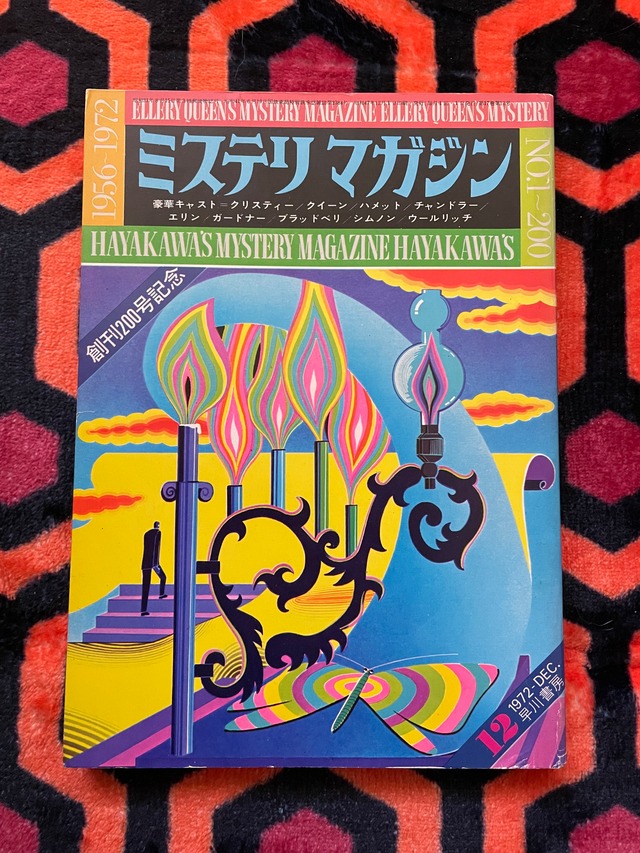 ELLERY QUEEN'S MYSTERY MAGAZINE ELLERY QUEEN'S MYSTERY
1956~1972
ミステリマガジン
NO.1~200
豪華キャスト=クリスティー/クイーン/ハメット/チャンドラー/
エリン/ガードナー/ブラッドベリ/シムノン/ウールリッチ
HAYAKAWA'S MYSTERY MAGAZINE HAYAKAWA'S
創刊200号記念
12
1972-DEC.
早川書房